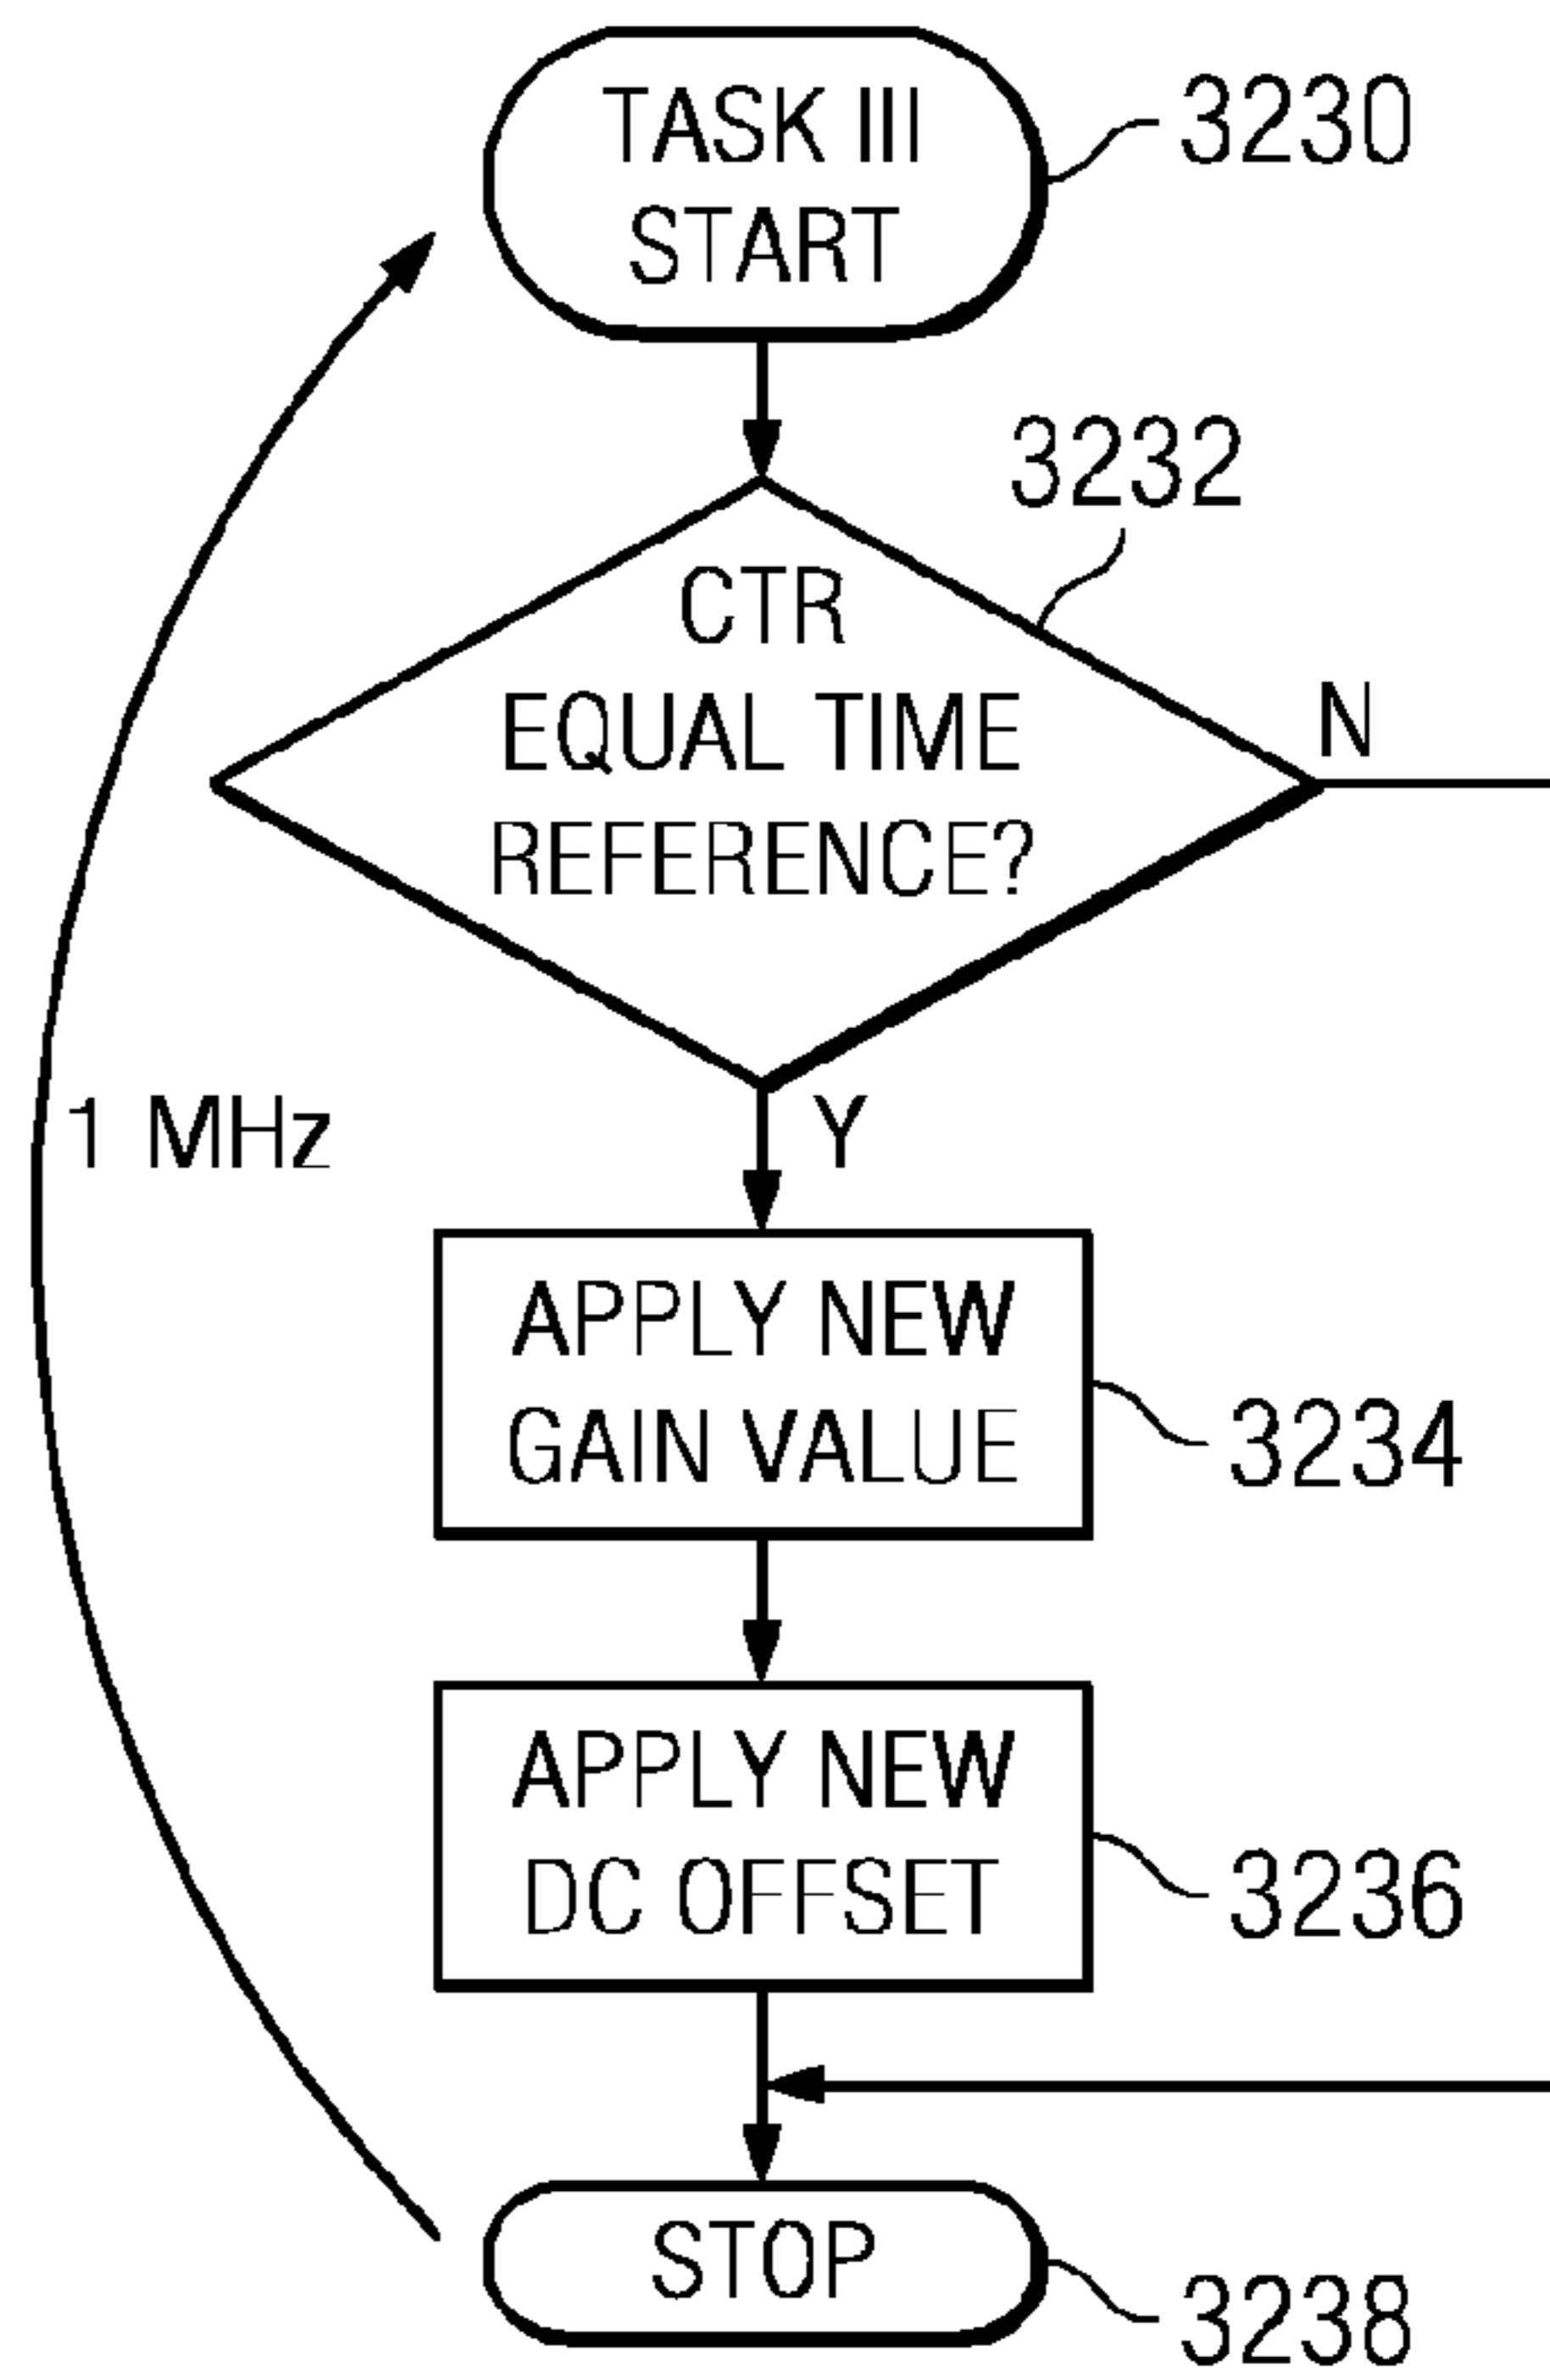 TASK III
START
3230
3232
CTR
EQUAL TIME
REFERENCE?
N
1 MHz
Y
APPLY NEW
GAIN VALUE
3234
APPLY NEW
DC OFFSET
3236
STOP
3238